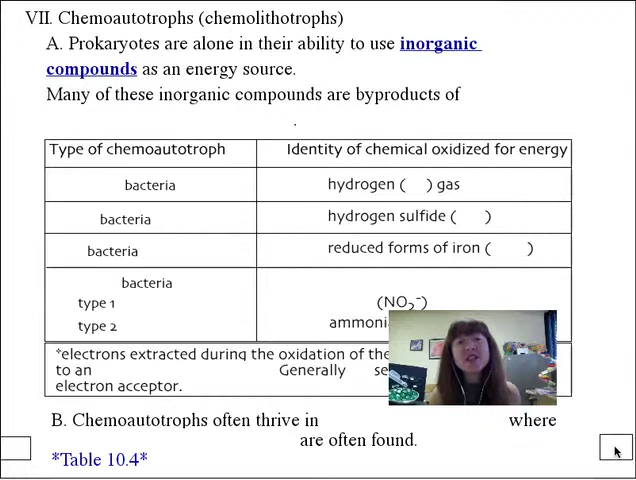 VII. Chemoautotrophs (chemolithotrophs)
A. Prokaryotes are alone in their ability to use inorganic
compounds as an energy source.
Many of these inorganic compounds are byproducts of
.
Type of chemoautotroph Identity of chemical oxidized for energy
bacteria hydrogen ( ) gas
bacteria hydrogen sulfide ( )
bacteria reduced forms of iron ( )
bacteria
type 1 (NO₂⁻)
type 2 ammoni
*electrons extracted during the oxidation of the
to an Generally se
electron acceptor.
B. Chemoautotrophs often thrive in where
are often found.
*Table 10.4*